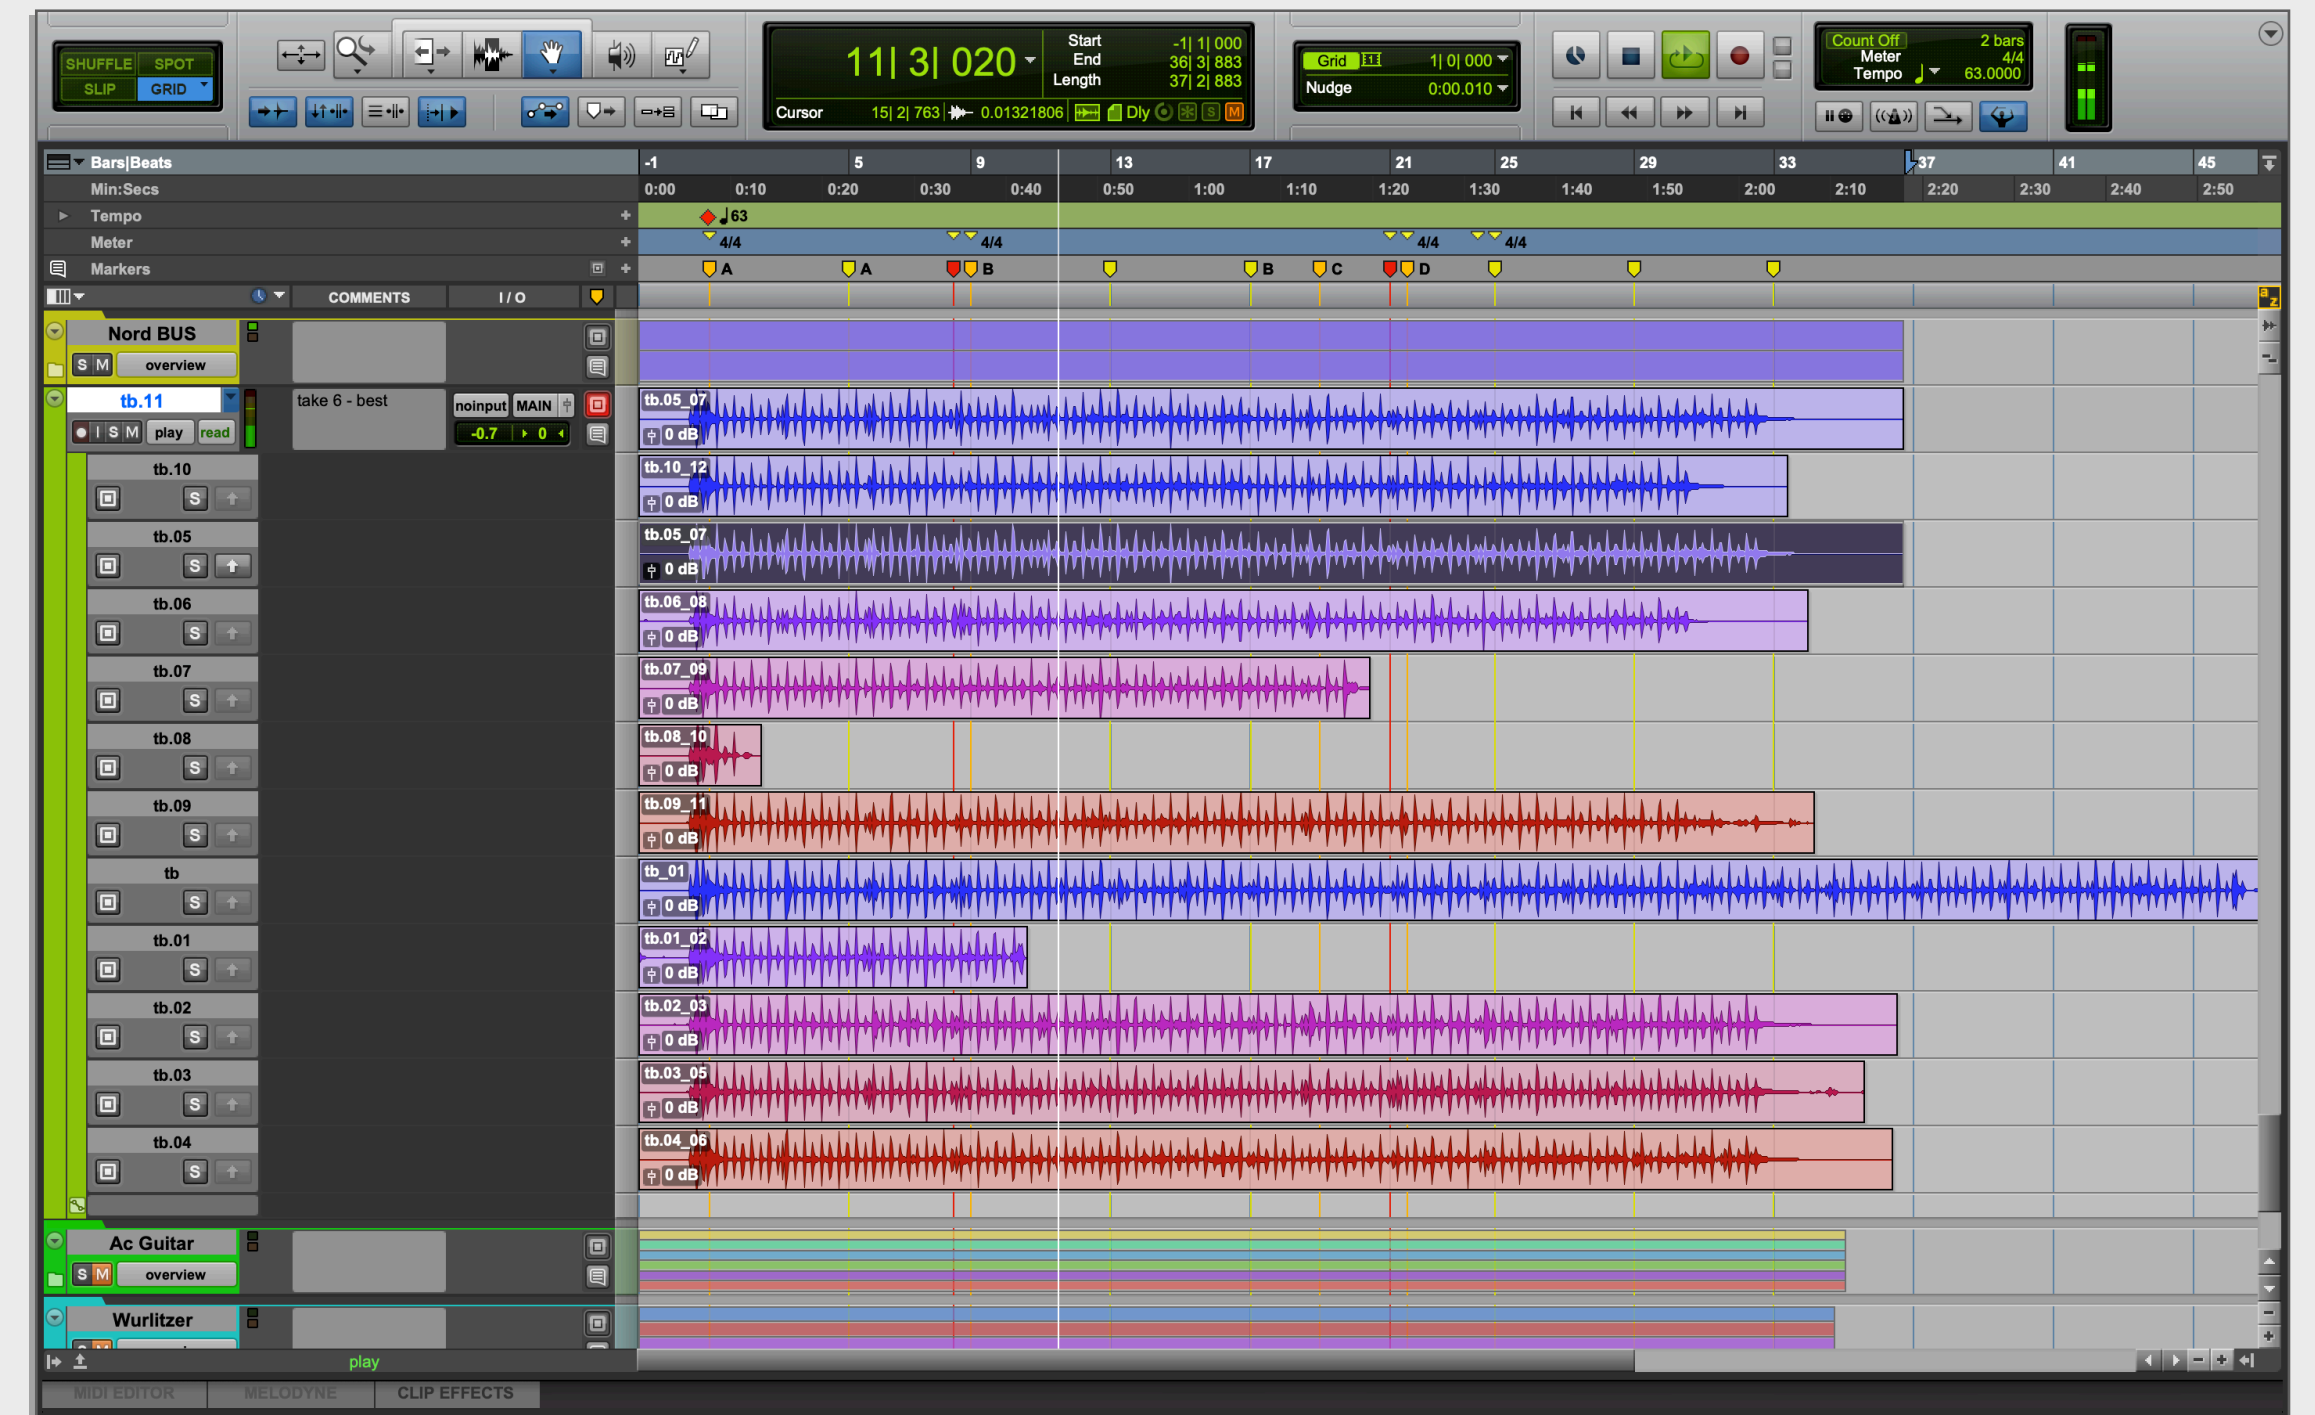 SHUFFLE SPOT
SLIP GRID
11| 3| 020
Start -1| 1| 000
End 36| 3| 883
Length 37| 2| 883
Cursor 15| 2| 763 0.01321806 Dly S M
Grid 1| 0| 000
Nudge 0:00.010
Count Off 2 bars
Meter 4/4
Tempo 63.0000
Bars|Beats -1 5 9 13 17 21 25 29 33 37 41 45
Min:Secs 0:00 0:10 0:20 0:30 0:40 0:50 1:00 1:10 1:20 1:30 1:40 1:50 2:00 2:10 2:20 2:30 2:40 2:50
Tempo + 63
Meter + 4/4 4/4 4/4 4/4
Markers + A A B B C D
COMMENTS I / O
a z
Nord BUS
S M overview
tb.11 take 6 - best noinput MAIN tb.05_07
I S M play read -0.7 0 0 dB
tb.10 tb.10_12
S 0 dB
tb.05 tb.05_07
S 0 dB
tb.06 tb.06_08
S 0 dB
tb.07 tb.07_09
S 0 dB
tb.08 tb.08_10
S 0 dB
tb.09 tb.09_11
S 0 dB
tb tb_01
S 0 dB
tb.01 tb.01_02
S 0 dB
tb.02 tb.02_03
S 0 dB
tb.03 tb.03_05
S 0 dB
tb.04 tb.04_06
S 0 dB
Ac Guitar
S M overview
Wurlitzer
play
MIDI EDITOR MELODYNE CLIP EFFECTS